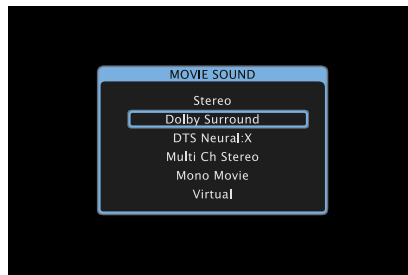 MOVIE SOUND
Stereo
Dolby Surround
DTS Neural:X
Multi Ch Stereo
Mono Movie
Virtual